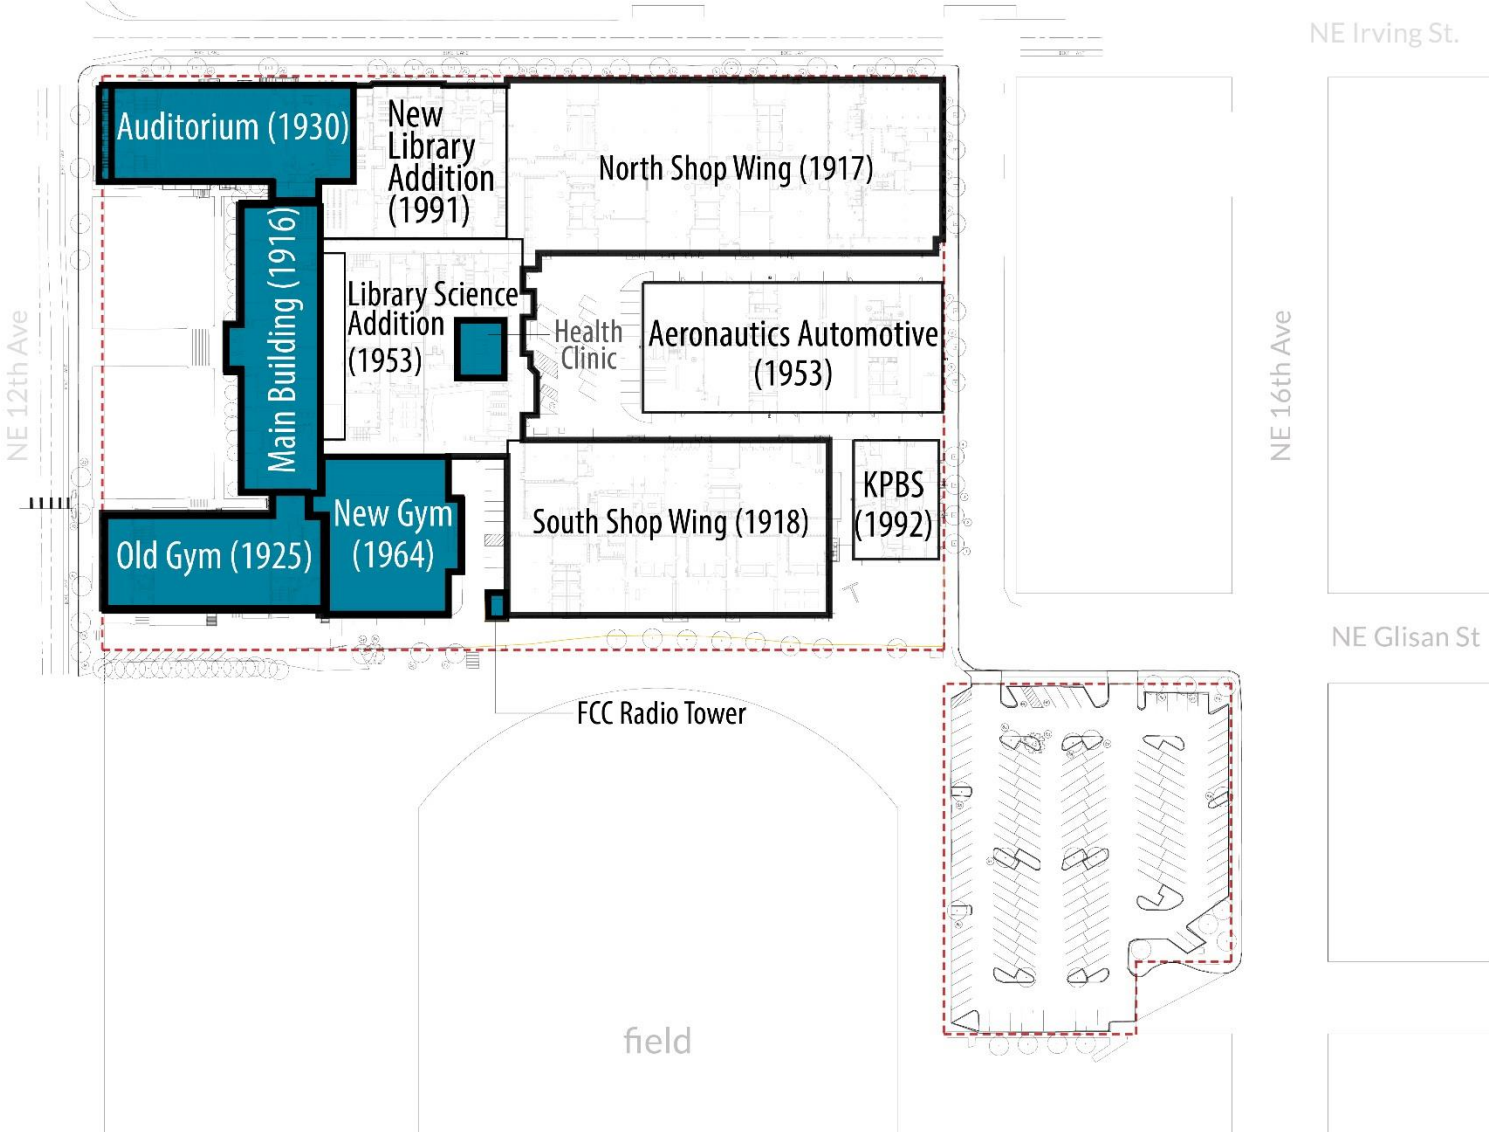 NE Irving St.
Auditorium (1930)
New
Library
Addition
(1991)
North Shop Wing (1917)
Main Building (1916)
Library Science
Addition
(1953)
Health
Clinic
Aeronautics Automotive
(1953)
NE 12th Ave
NE 16th Ave
New Gym
(1964)
Old Gym (1925)
South Shop Wing (1918)
KPBS
(1992)
NE Glisan St
FCC Radio Tower
field